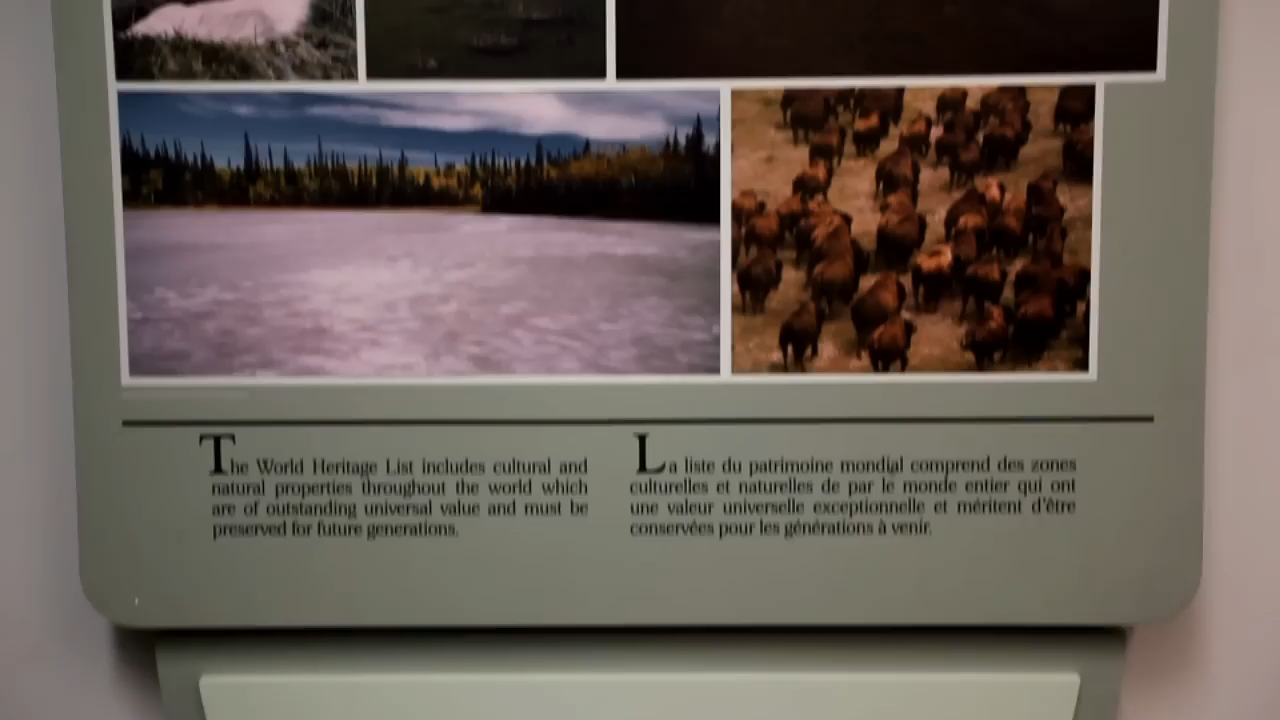 The World Heritage List includes cultural and
natural properties throughout the world which
are of outstanding universal value and must be
preserved for future generations.
La liste du patrimoine mondial comprend des zones
culturelles et naturelles de par le monde entier qui ont
une valeur universelle exceptionnelle et méritent d'être
conservées pour les générations à venir.